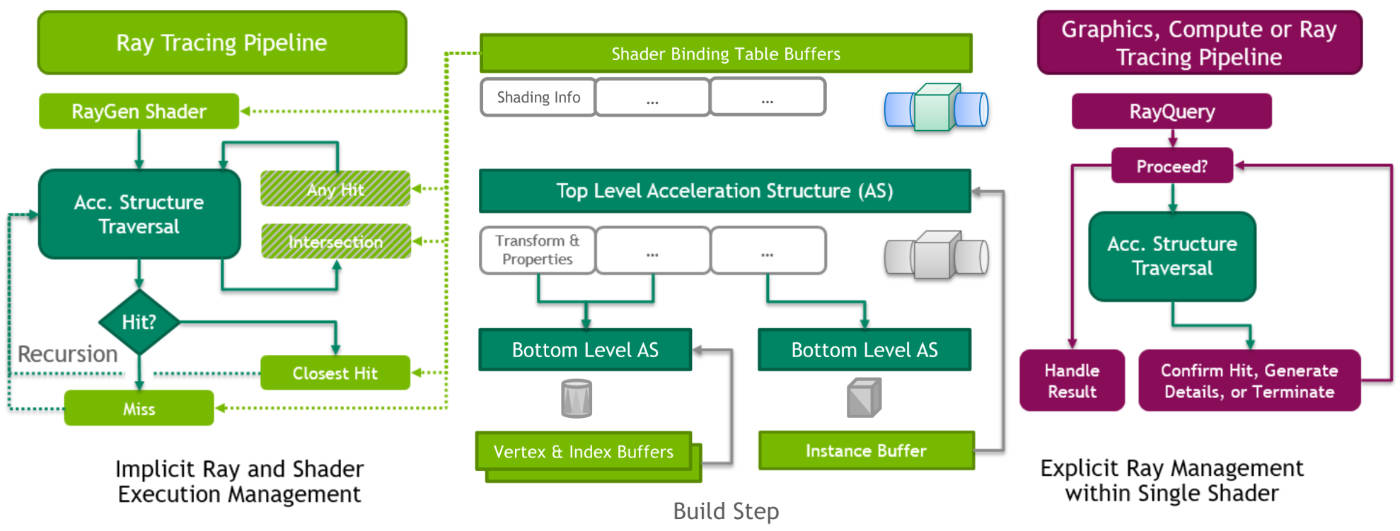 Ray Tracing Pipeline
RayGen Shader
Acc. Structure
Traversal
Any Hit
Intersection
Hit?
Recursion
Closest Hit
Miss
Implicit Ray and Shader
Execution Management
Shader Binding Table Buffers
Shading Info
...
...
Top Level Acceleration Structure (AS)
Transform &
Properties
...
...
Bottom Level AS
Bottom Level AS
Vertex & Index Buffers
Instance Buffer
Build Step
Graphics, Compute or Ray
Tracing Pipeline
RayQuery
Proceed?
Acc. Structure
Traversal
Handle
Result
Confirm Hit, Generate
Details, or Terminate
Explicit Ray Management
within Single Shader